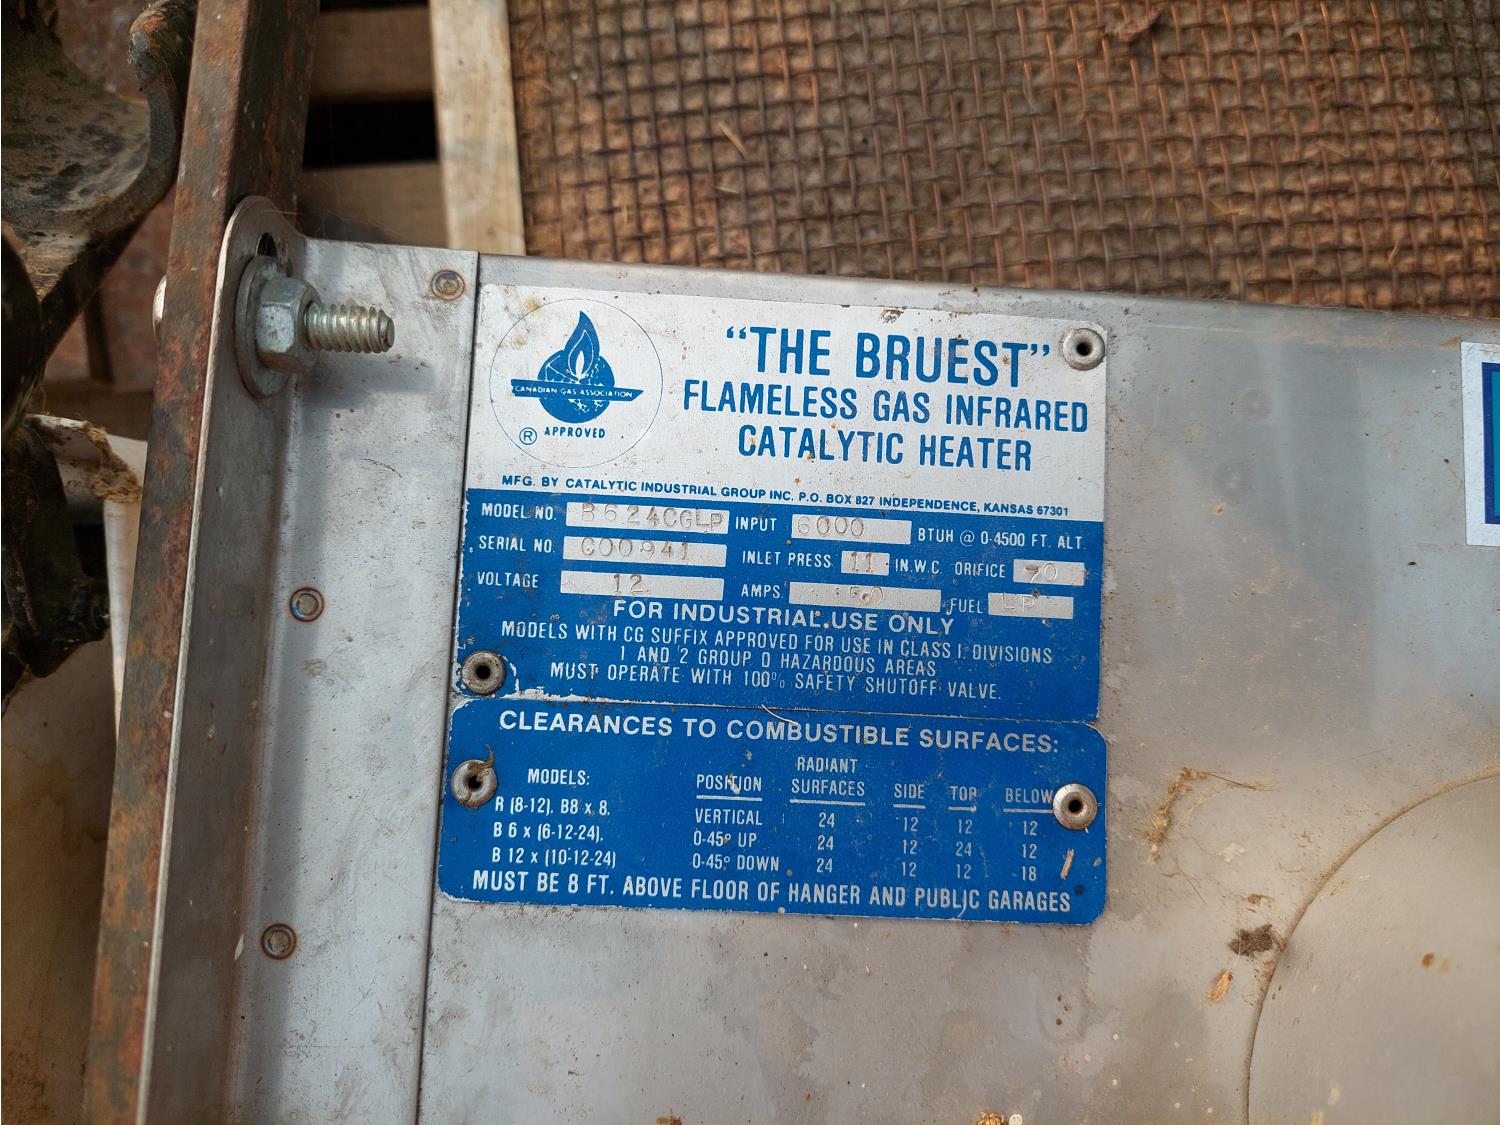 CANADIAN GAS ASSOCIATION
® APPROVED
"THE BRUEST"
FLAMELESS GAS INFRARED
CATALYTIC HEATER
MFG. BY CATALYTIC INDUSTRIAL GROUP INC. P.O. BOX 827 INDEPENDENCE, KANSAS 67301
MODEL NO. B624CGLP INPUT 6000 BTUH @ 0-4500 FT. ALT.
SERIAL NO. C00941 INLET PRESS 11 IN.W.C. ORIFICE 70
VOLTAGE 12 AMPS. 15.0 FUEL LP
FOR INDUSTRIAL USE ONLY
MODELS WITH CG SUFFIX APPROVED FOR USE IN CLASS I. DIVISIONS
1 AND 2 GROUP D HAZARDOUS AREAS
MUST OPERATE WITH 100% SAFETY SHUTOFF VALVE.
CLEARANCES TO COMBUSTIBLE SURFACES:
MODELS: POSITION RADIANT SURFACES SIDE TOP BELOW
R (8-12), B8 x 8, VERTICAL 24 12 12 12
B 6 x (6-12-24), 0-45° UP 24 12 24 12
B 12 x (10-12-24) 0-45° DOWN 24 12 12 18
MUST BE 8 FT. ABOVE FLOOR OF HANGER AND PUBLIC GARAGES